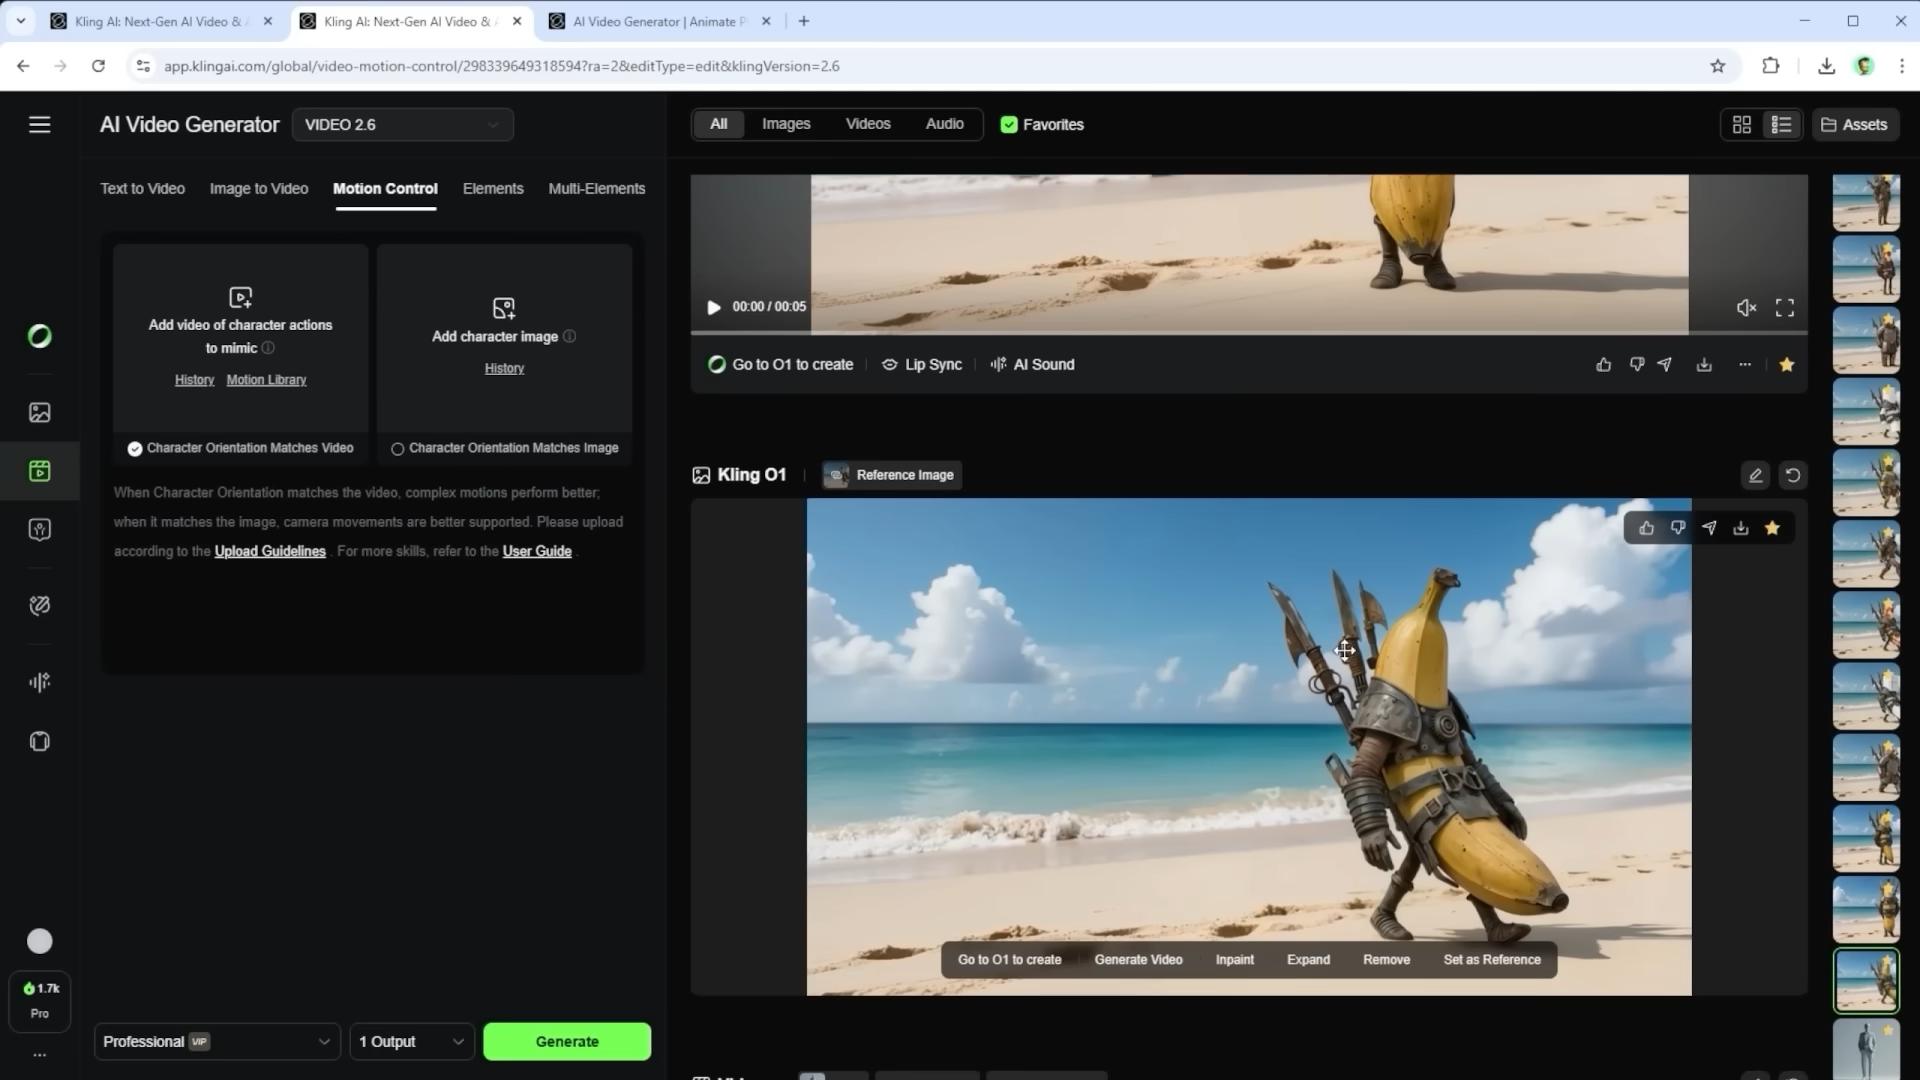 Kling AI: Next-Gen AI Video &
Kling AI: Next-Gen AI Video &
AI Video Generator | Animate
app.klingai.com/global/video-motion-control/298339649318594?ra=2&editType=edit&klingVersion=2.6
AI Video Generator
VIDEO 2.6
All
Images
Videos
Audio
Favorites
Assets
Text to Video
Image to Video
Motion Control
Elements
Multi-Elements
Add video of character actions
to mimic
History
Motion Library
Add character image
History
Character Orientation Matches Video
Character Orientation Matches Image
When Character Orientation matches the video, complex motions perform better;
when it matches the image, camera movements are better supported. Please upload
according to the Upload Guidelines . For more skills, refer to the User Guide .
00:00 / 00:05
Go to O1 to create
Lip Sync
AI Sound
Kling O1
Reference Image
Go to O1 to create
Generate Video
Inpaint
Expand
Remove
Set as Reference
1.7k
Pro
Professional VIP
1 Output
Generate